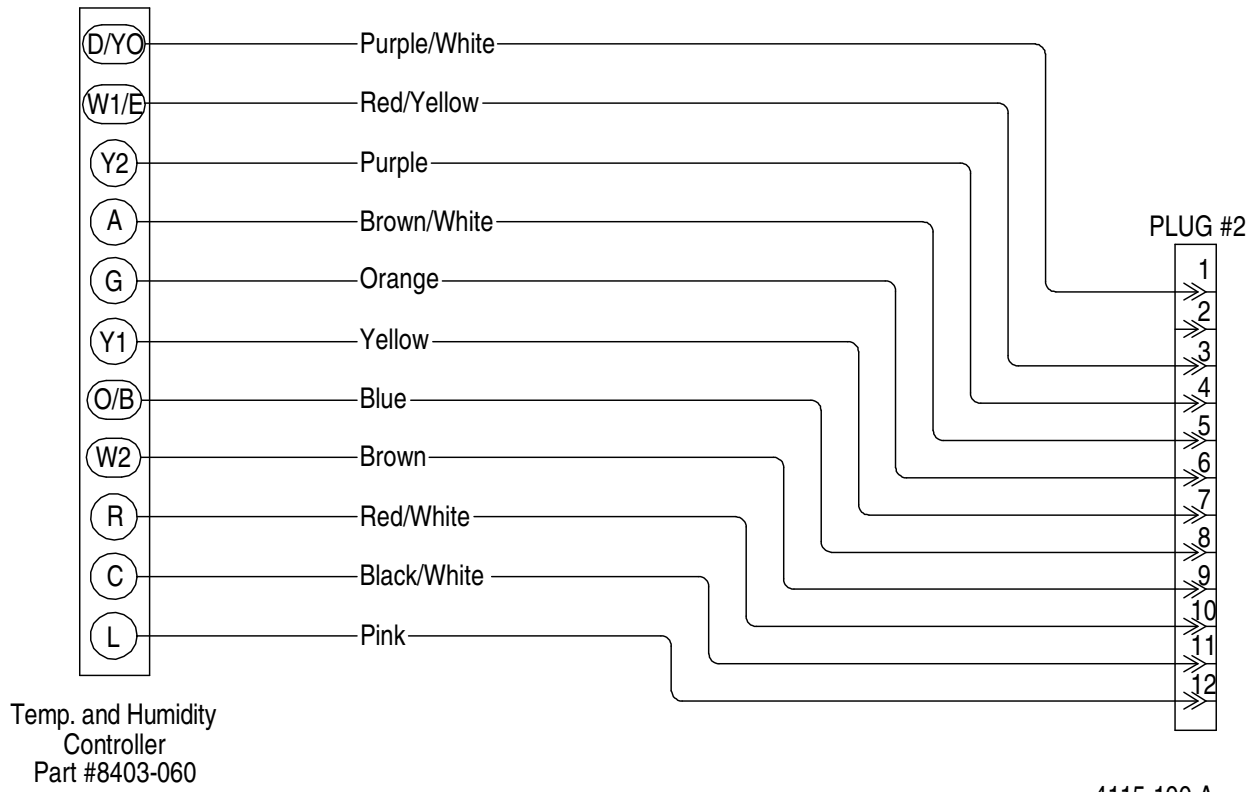 D/YO Purple/White
W1/E Red/Yellow
Y2 Purple
A Brown/White
PLUG #2
G Orange
1
2
Y1 Yellow
3
O/B Blue
4
5
W2 Brown
6
7
R Red/White
8
C Black/White
9
10
L Pink
11
12
Temp. and Humidity
Controller
Part #8403-060